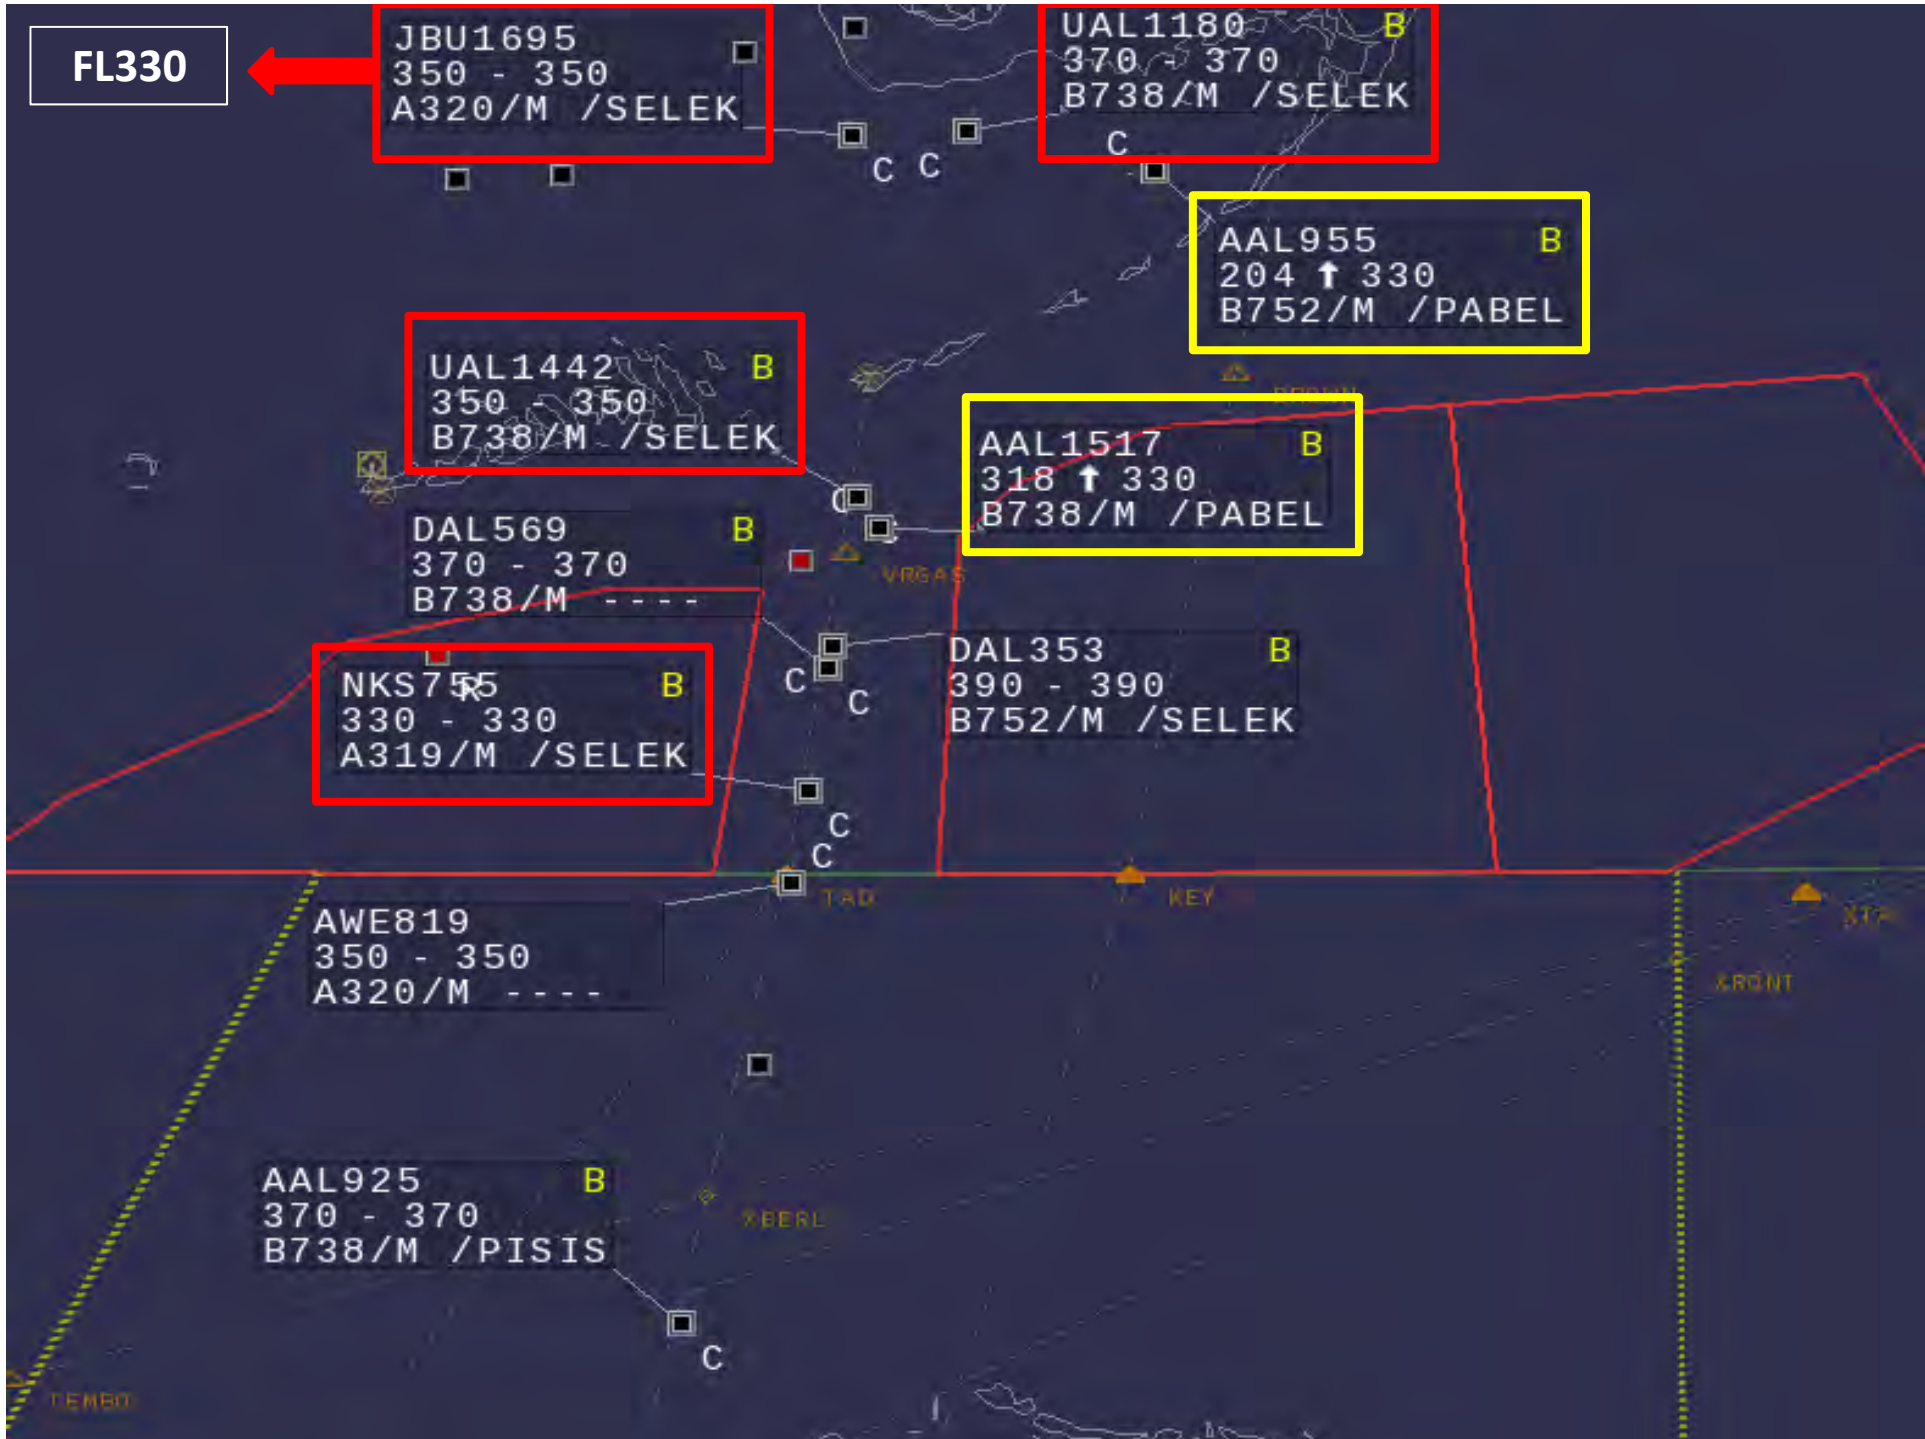 FL330
JBU1695
350 - 350
A320/M /SELEK
UAL1180 B
370 - 370
B738/M /SELEK
C C
C
AAL955 B
204 ↑ 330
B752/M /PABEL
UAL1442 B
350 - 350
B738/M /SELEK
C
AAL1517 B
318 ↑ 330
B738/M /PABEL
C
DAL569 B
370 - 370
B738/M ----
VRGAS
DAL353 B
390 - 390
B752/M /SELEK
C
C
NKS755 B
R
330 - 330
A319/M /SELEK
C
C
TAD
KEY
AWE819
350 - 350
A320/M ----
AAL925 B
370 - 370
B738/M /PISIS
C